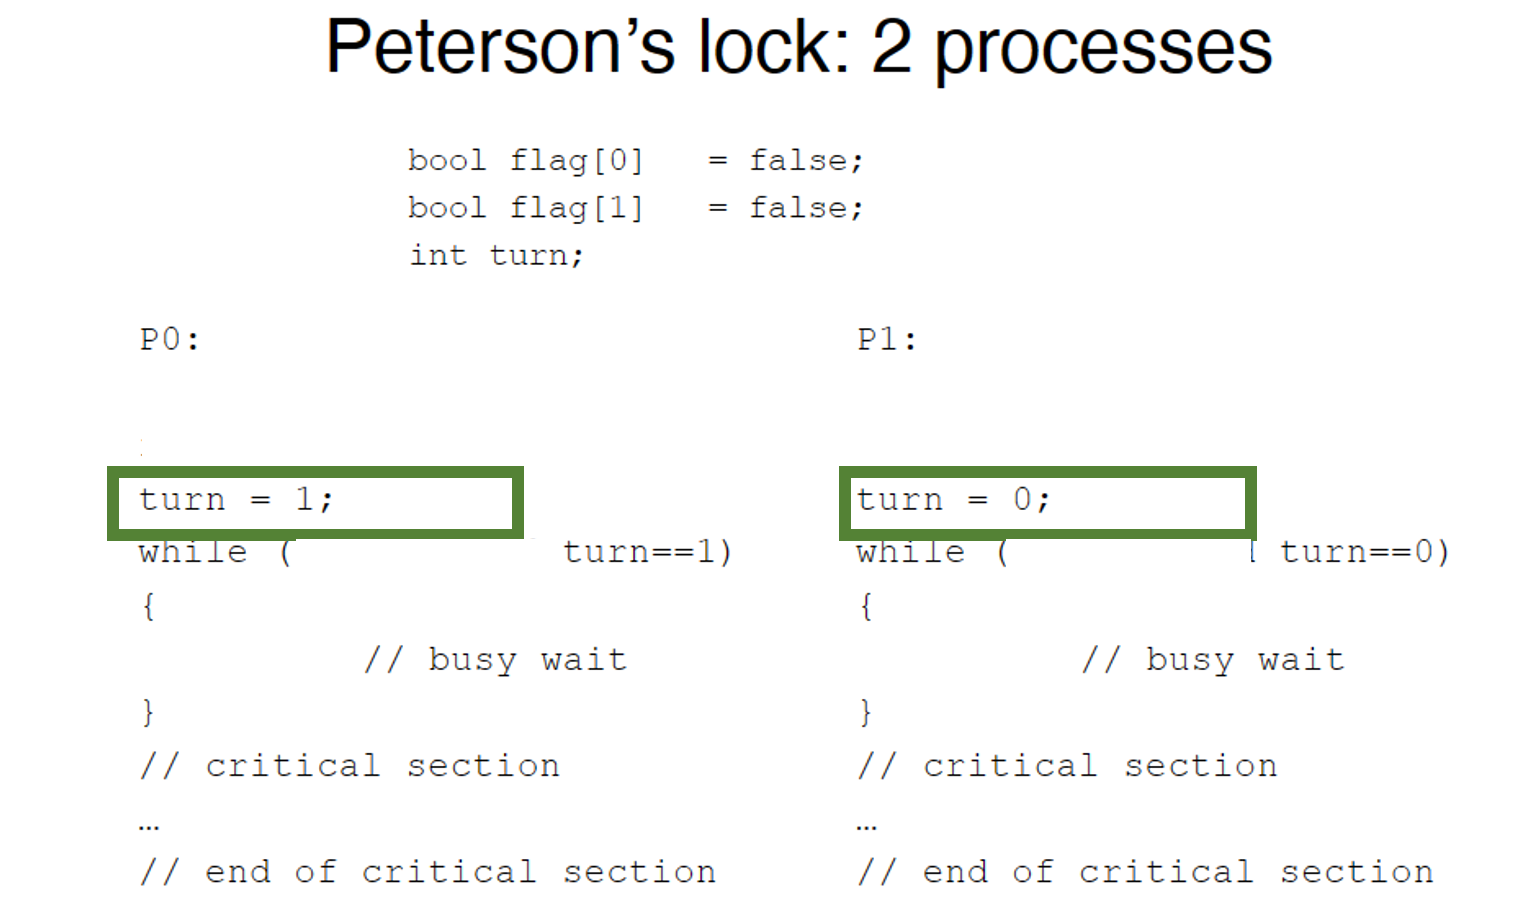 Peterson's lock: 2 processes
bool flag[0] = false;
bool flag[1] = false;
int turn;
P0:
turn = 1;
while ( turn==1)
{
// busy wait
}
// critical section
…
// end of critical section
P1:
turn = 0;
while ( turn==0)
{
// busy wait
}
// critical section
…
// end of critical section